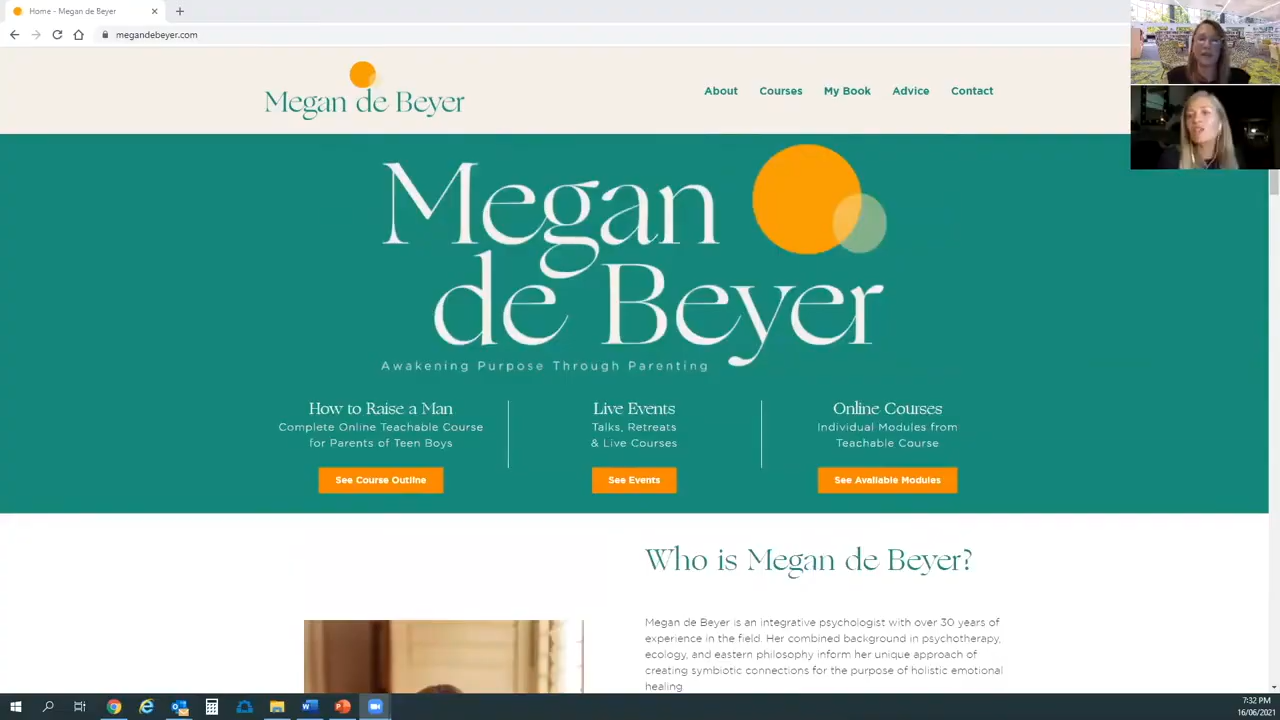 Home - Megan de Beyer
megandebeyer.com
Megan de Beyer
About Courses My Book Advice Contact
Megan
de Beyer
Awakening Purpose Through Parenting
How to Raise a Man
Complete Online Teachable Course
for Parents of Teen Boys
See Course Outline
Live Events
Talks, Retreats
& Live Courses
See Events
Online Courses
Individual Modules from
Teachable Course
See Available Modules
Who is Megan de Beyer?
Megan de Beyer is an integrative psychologist with over 30 years of
experience in the field. Her combined background in psychotherapy,
ecology, and eastern philosophy inform her unique approach of
creating symbiotic connections for the purpose of holistic emotional
healing
7:32 PM
16/06/2021